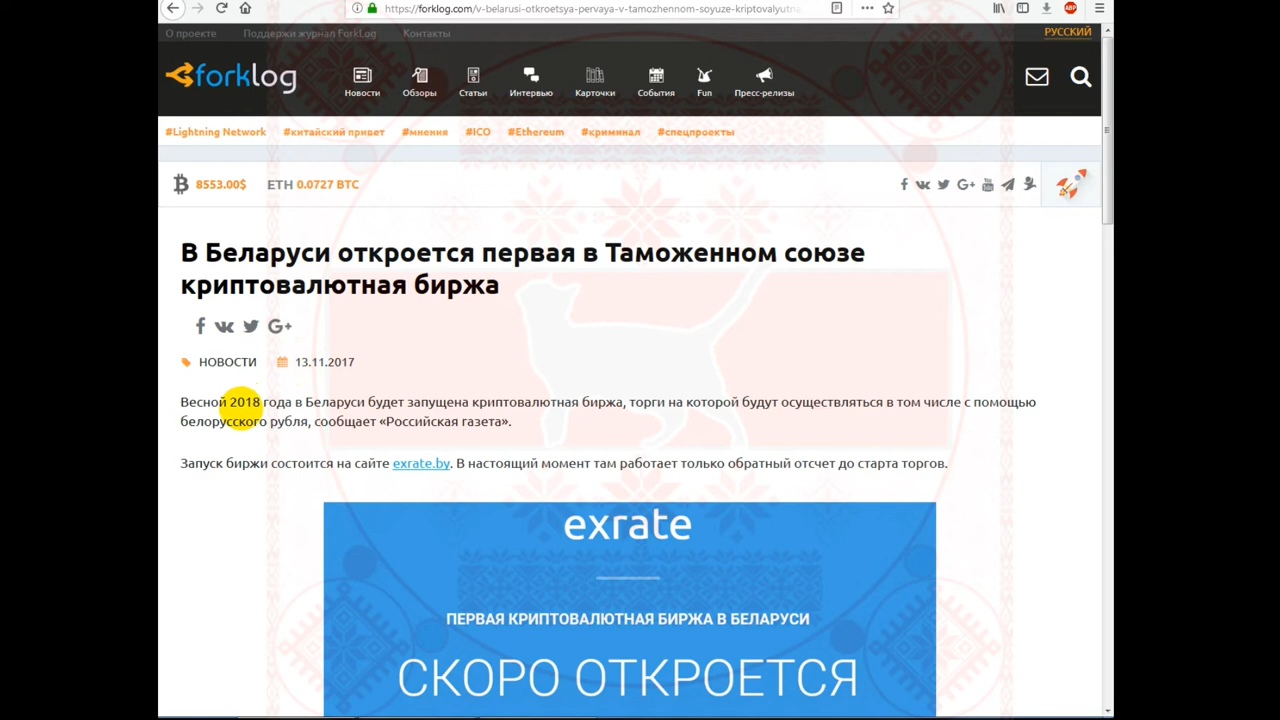 https://forklog.com/v-belarusi-otkroetsya-pervaya-v-tamozhennom-soyuze-kriptovalyutna
О проекте Поддержи журнал ForkLog Контакты РУССКИЙ
forklog
Новости Обзоры Статьи Интервью Карточки События Fun Пресс-релизы
#Lightning Network #китайский привет #мнения #ICO #Ethereum #криминал #спецпроекты
8553.00$ ETH 0.0727 BTC
В Беларуси откроется первая в Таможенном союзе
криптовалютная биржа
НОВОСТИ 13.11.2017
Весной 2018 года в Беларуси будет запущена криптовалютная биржа, торги на которой будут осуществляться в том числе с помощью
белорусского рубля, сообщает «Российская газета».
Запуск биржи состоится на сайте exrate.by. В настоящий момент там работает только обратный отсчет до старта торгов.
exrate
ПЕРВАЯ КРИПТОВАЛЮТНАЯ БИРЖА В БЕЛАРУСИ
СКОРО ОТКРОЕТСЯ